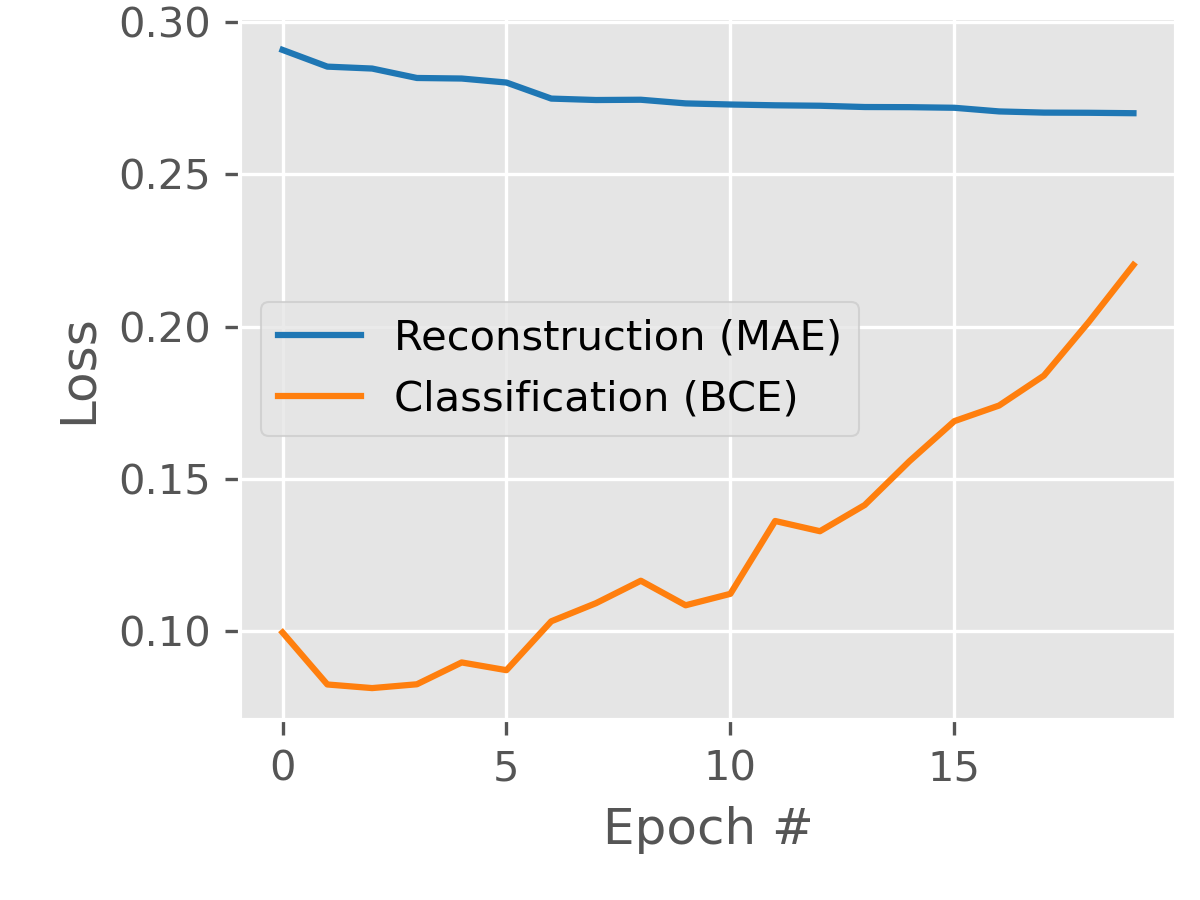 0.30
0.25
0.20
0.15
0.10
Loss
Reconstruction (MAE)
Classification (BCE)
0 5 10 15
Epoch #